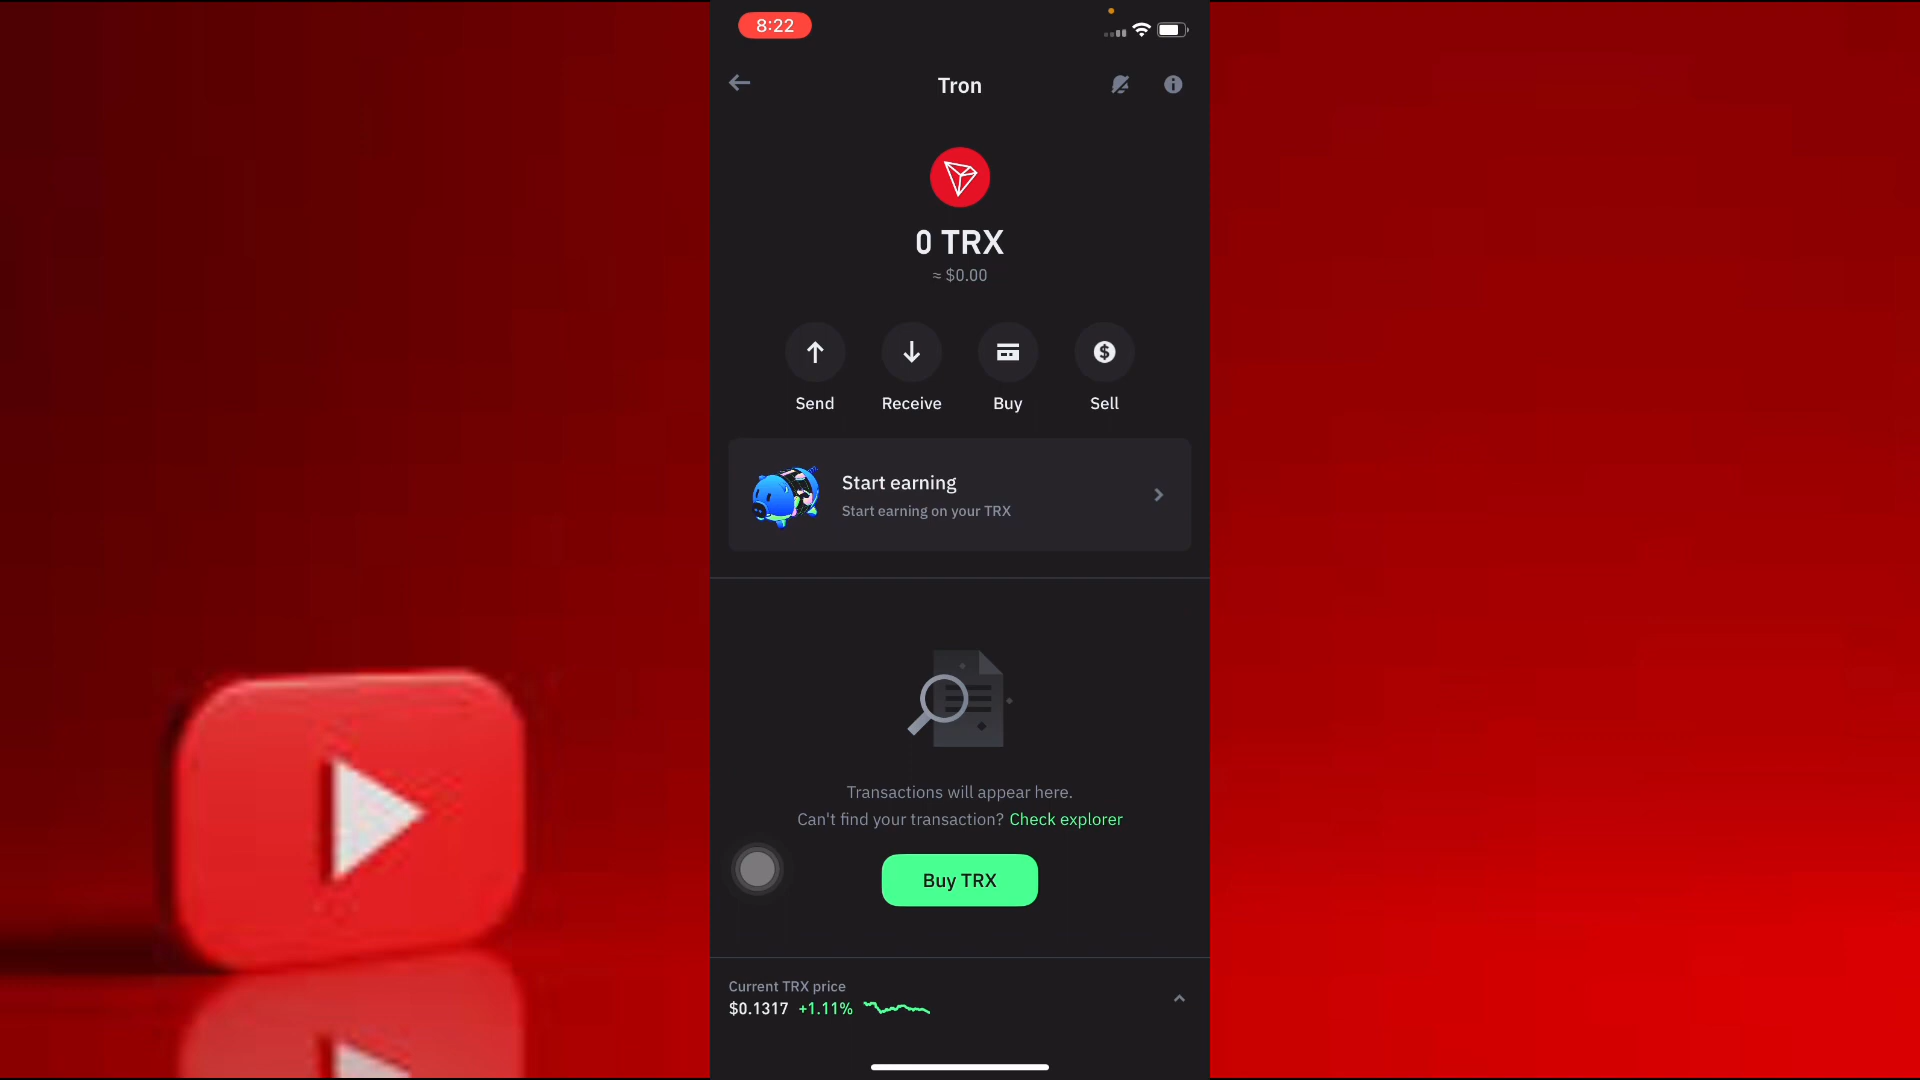 8:22
Tron
0 TRX
≈ $0.00
Send
Receive
Buy
Sell
Start earning
Start earning on your TRX
Transactions will appear here.
Can't find your transaction? Check explorer
Buy TRX
Current TRX price
$0.1317 +1.11%